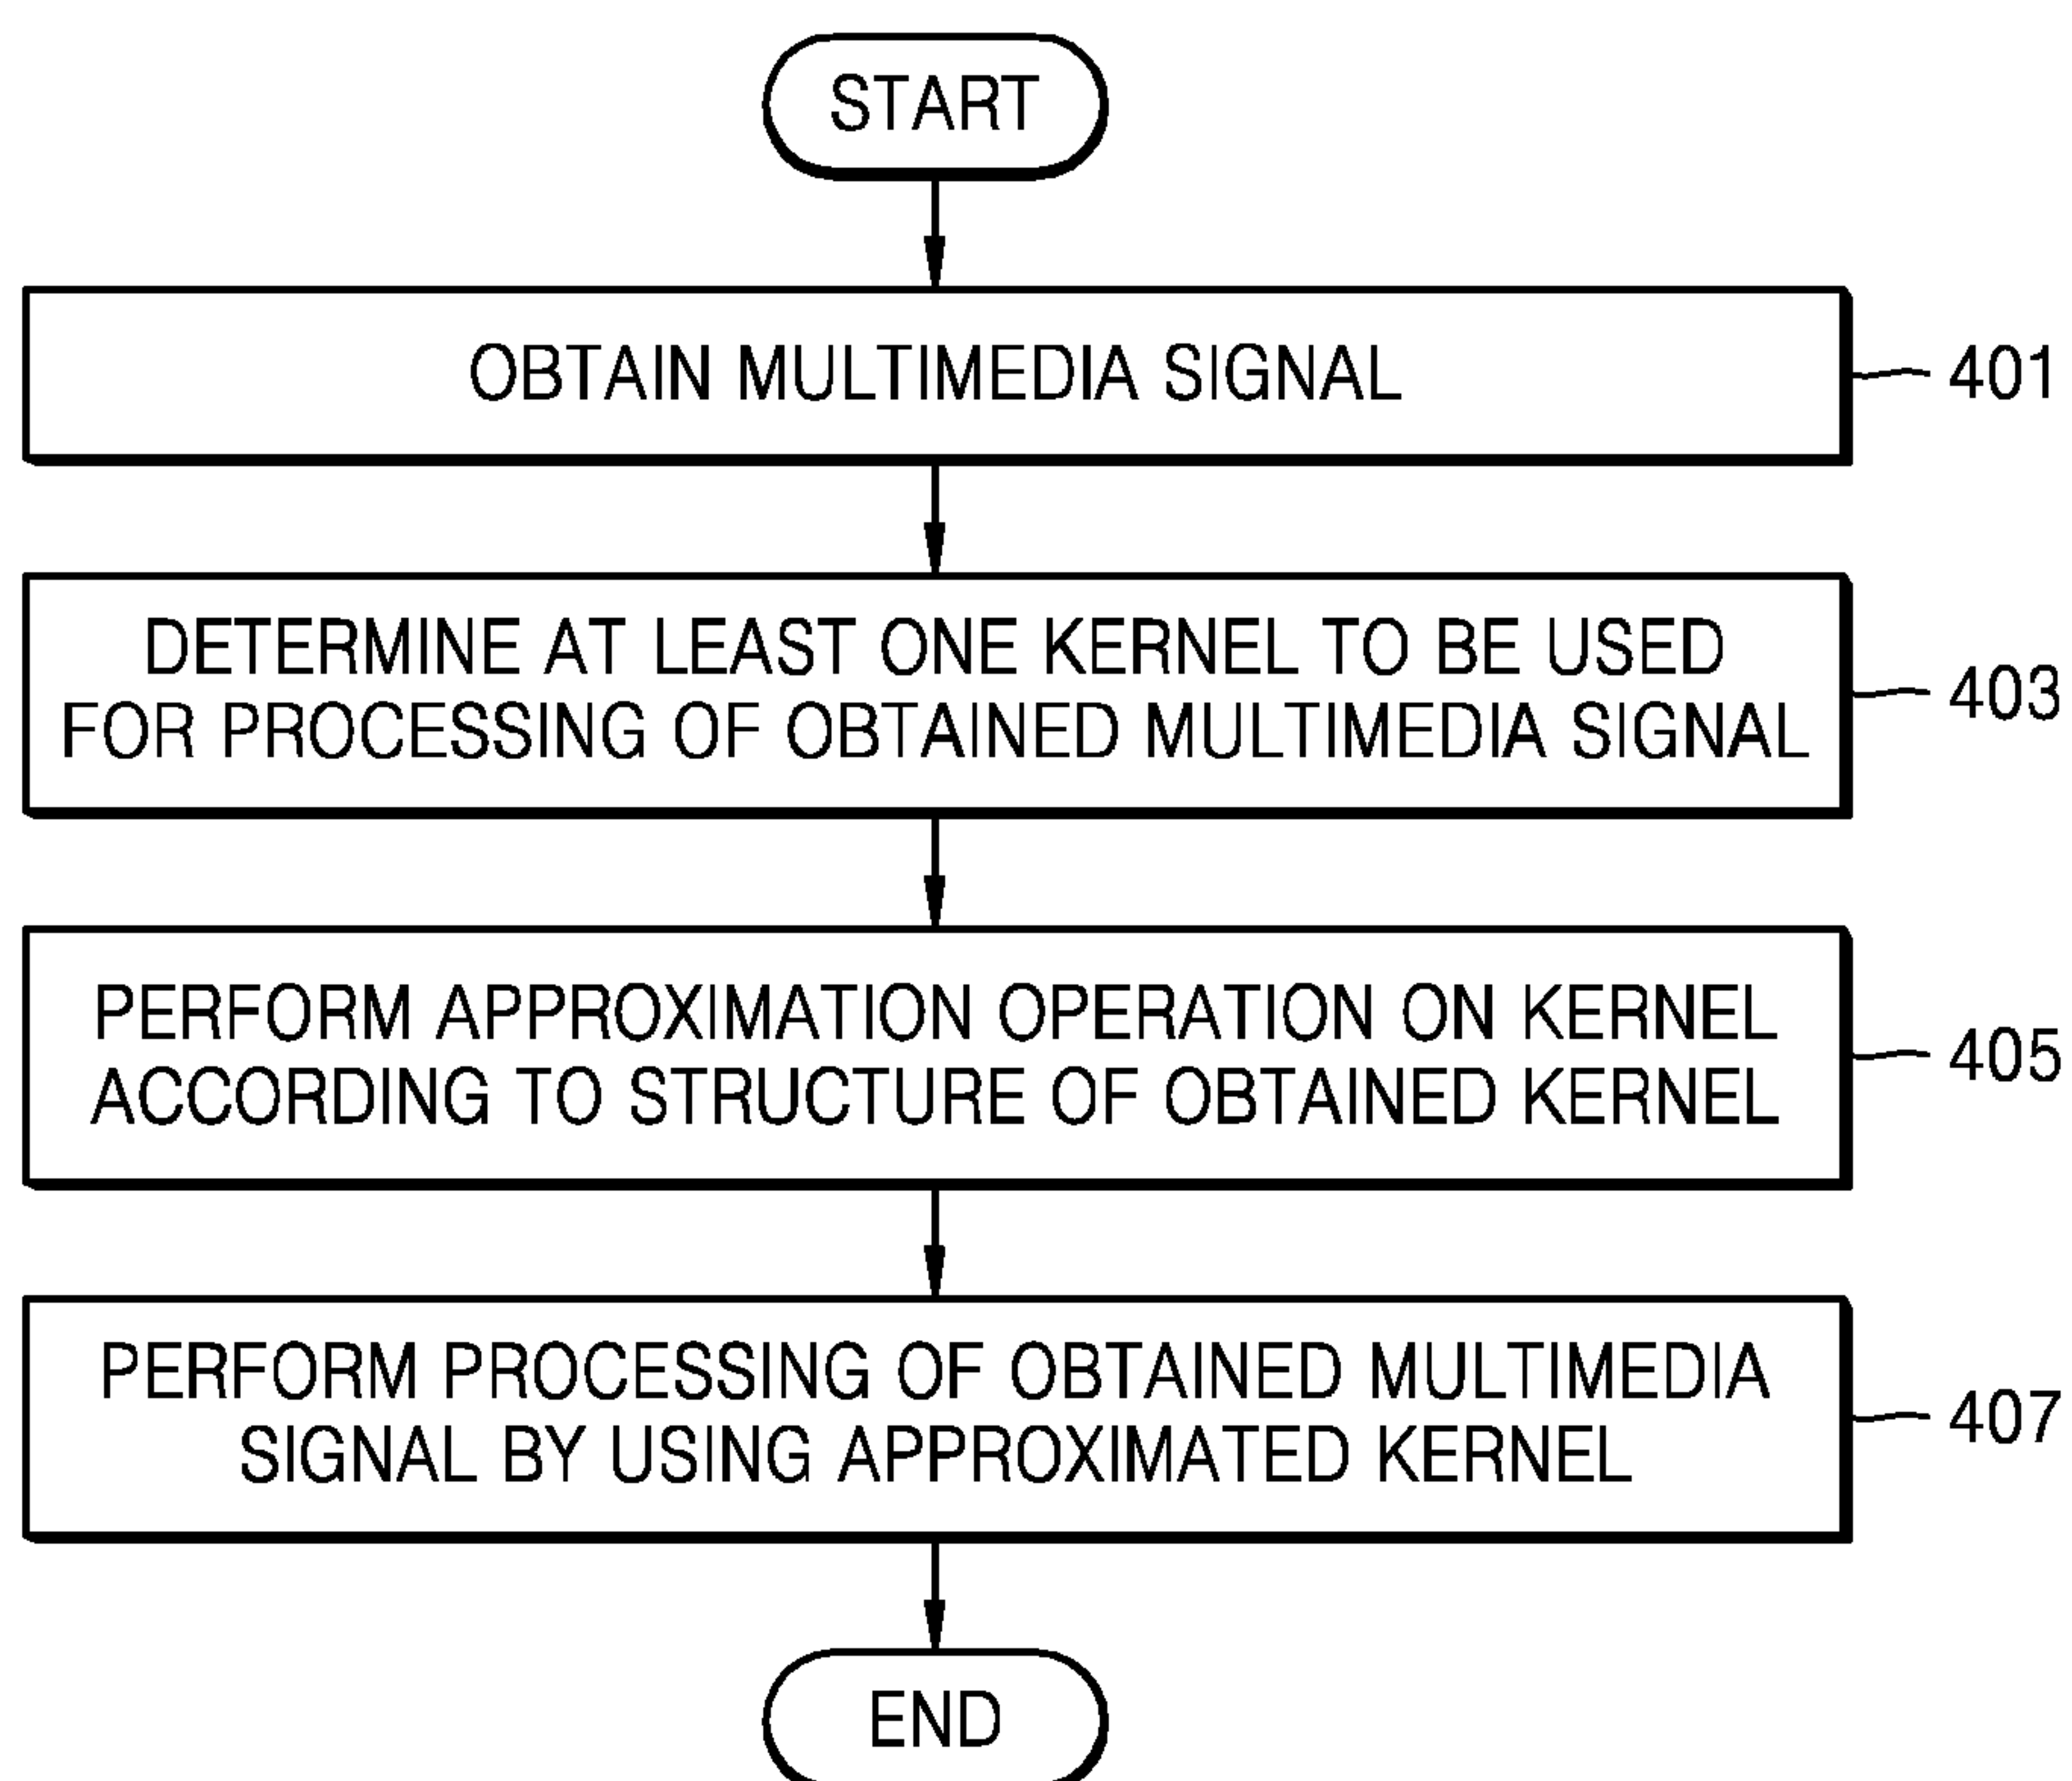 START
OBTAIN MULTIMEDIA SIGNAL
401
DETERMINE AT LEAST ONE KERNEL TO BE USED
FOR PROCESSING OF OBTAINED MULTIMEDIA SIGNAL
403
PERFORM APPROXIMATION OPERATION ON KERNEL
ACCORDING TO STRUCTURE OF OBTAINED KERNEL
405
PERFORM PROCESSING OF OBTAINED MULTIMEDIA
SIGNAL BY USING APPROXIMATED KERNEL
407
END